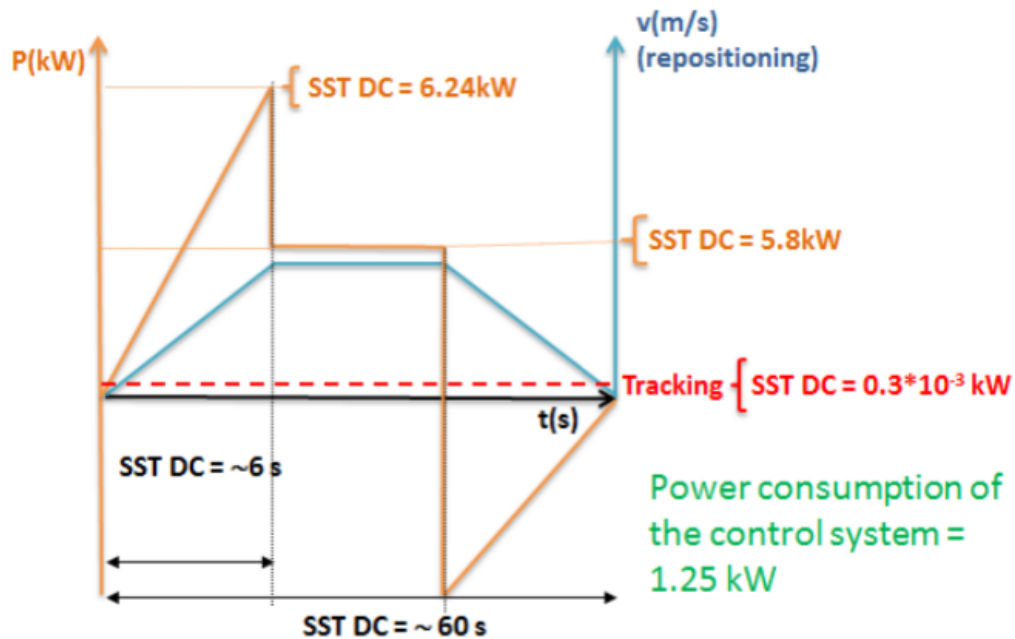 P(kW)
v(m/s)
(repositioning)
SST DC = 6.24kW
SST DC = 5.8kW
Tracking
SST DC = 0.3*10⁻³ kW
t(s)
SST DC = ~6 s
Power consumption of
the control system =
1.25 kW
SST DC = ~ 60 s